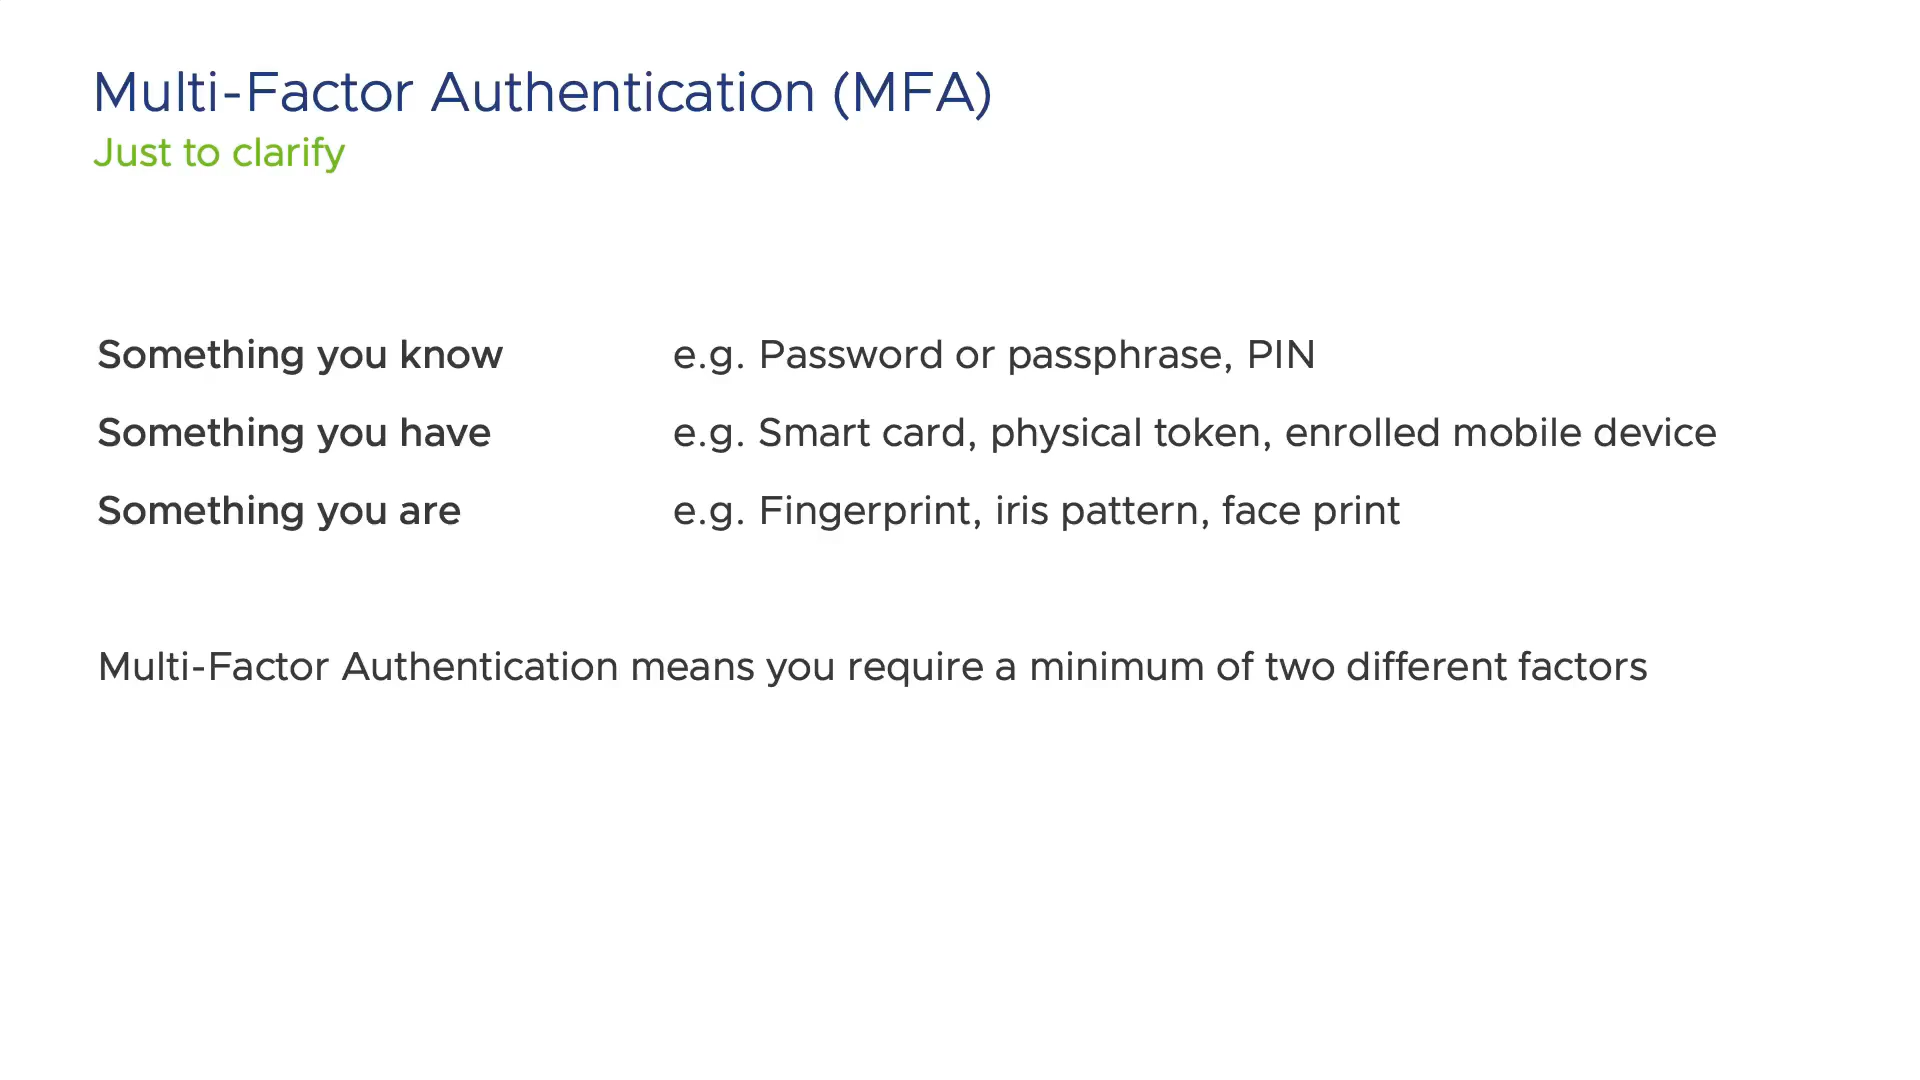 Multi-Factor Authentication (MFA)
Just to clarify
Something you know e.g. Password or passphrase, PIN
Something you have e.g. Smart card, physical token, enrolled mobile device
Something you are e.g. Fingerprint, iris pattern, face print
Multi-Factor Authentication means you require a minimum of two different factors